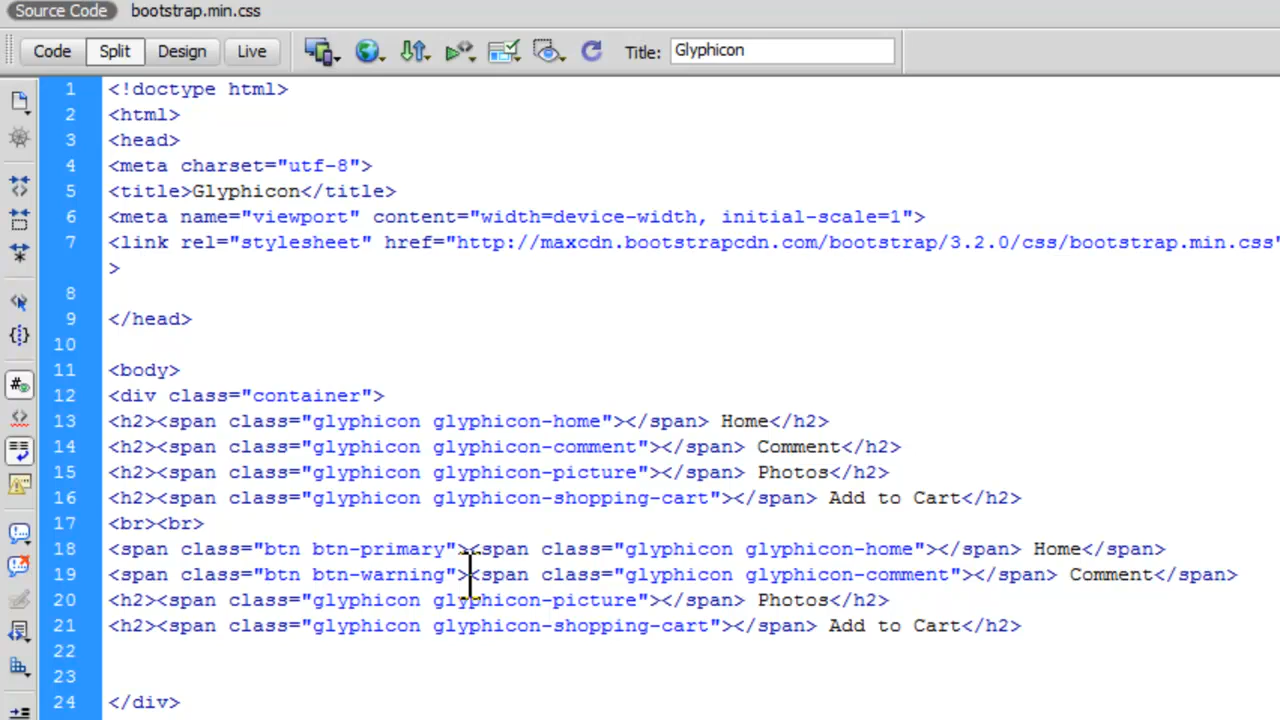 Source Code bootstrap.min.css
Code Split Design Live Title: Glyphicon
1 <!doctype html>
2 <html>
3 <head>
4 <meta charset="utf-8">
5 <title>Glyphicon</title>
6 <meta name="viewport" content="width=device-width, initial-scale=1">
7 <link rel="stylesheet" href="http://maxcdn.bootstrapcdn.com/bootstrap/3.2.0/css/bootstrap.min.css"
>
8
9 </head>
10
11 <body>
12 <div class="container">
13 <h2><span class="glyphicon glyphicon-home"></span> Home</h2>
14 <h2><span class="glyphicon glyphicon-comment"></span> Comment</h2>
15 <h2><span class="glyphicon glyphicon-picture"></span> Photos</h2>
16 <h2><span class="glyphicon glyphicon-shopping-cart"></span> Add to Cart</h2>
17 <br><br>
18 <span class="btn btn-primary"><span class="glyphicon glyphicon-home"></span> Home</span>
19 <span class="btn btn-warning"><span class="glyphicon glyphicon-comment"></span> Comment</span>
20 <h2><span class="glyphicon glyphicon-picture"></span> Photos</h2>
21 <h2><span class="glyphicon glyphicon-shopping-cart"></span> Add to Cart</h2>
22
23
24 </div>